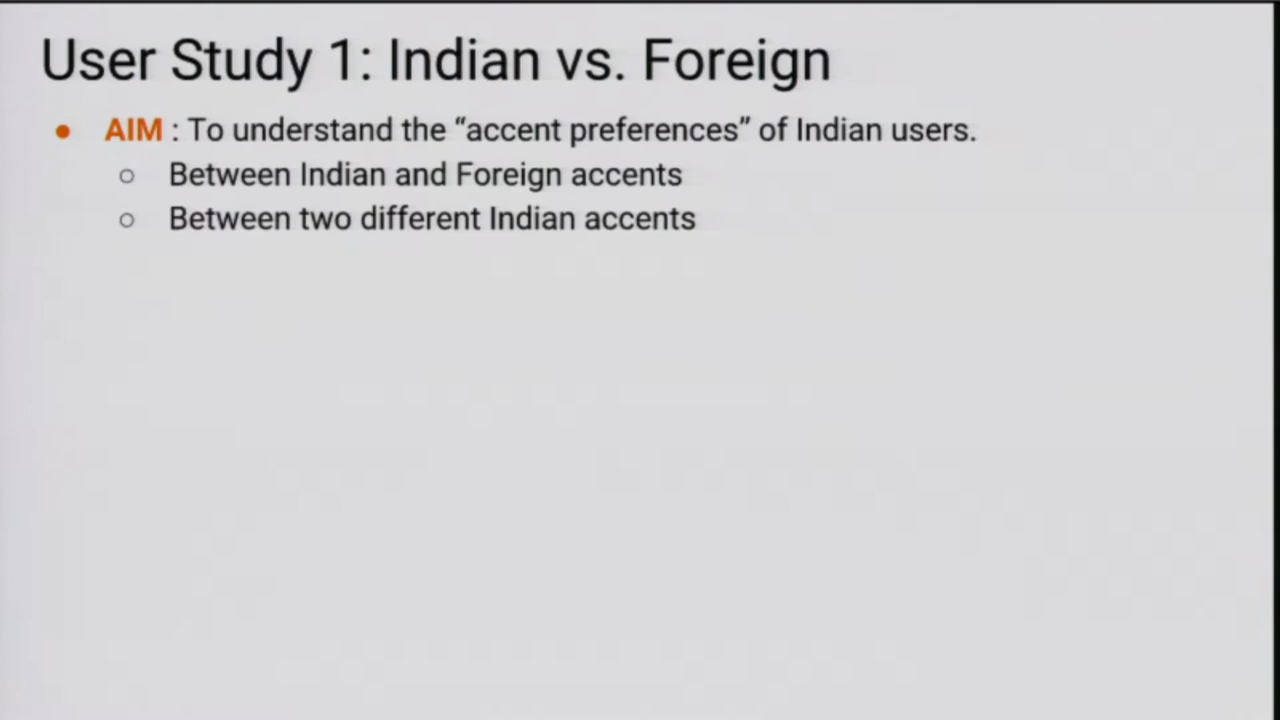 User Study 1: Indian vs. Foreign
● AIM : To understand the “accent preferences” of Indian users.
○ Between Indian and Foreign accents
○ Between two different Indian accents